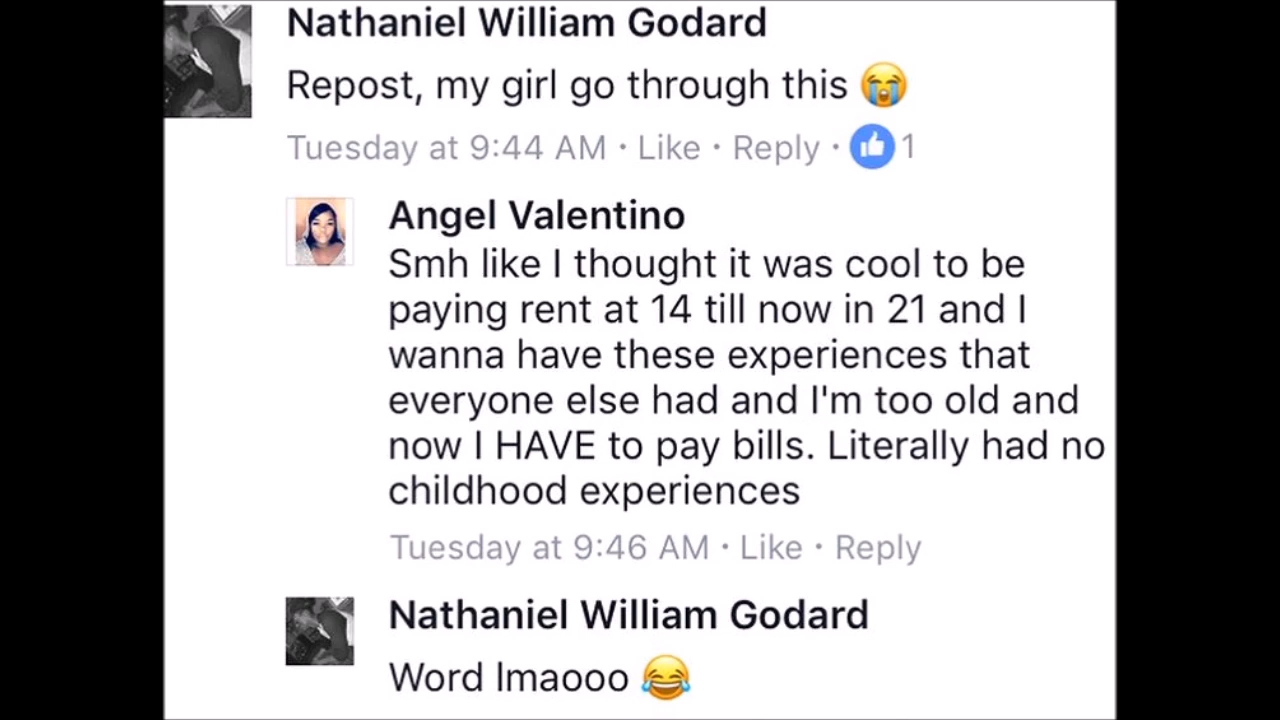 Nathaniel William Godard
Repost, my girl go through this 😭
Tuesday at 9:44 AM · Like · Reply · 1
Angel Valentino
Smh like I thought it was cool to be
paying rent at 14 till now in 21 and I
wanna have these experiences that
everyone else had and I'm too old and
now I HAVE to pay bills. Literally had no
childhood experiences
Tuesday at 9:46 AM · Like · Reply
Nathaniel William Godard
Word lmaooo 😂